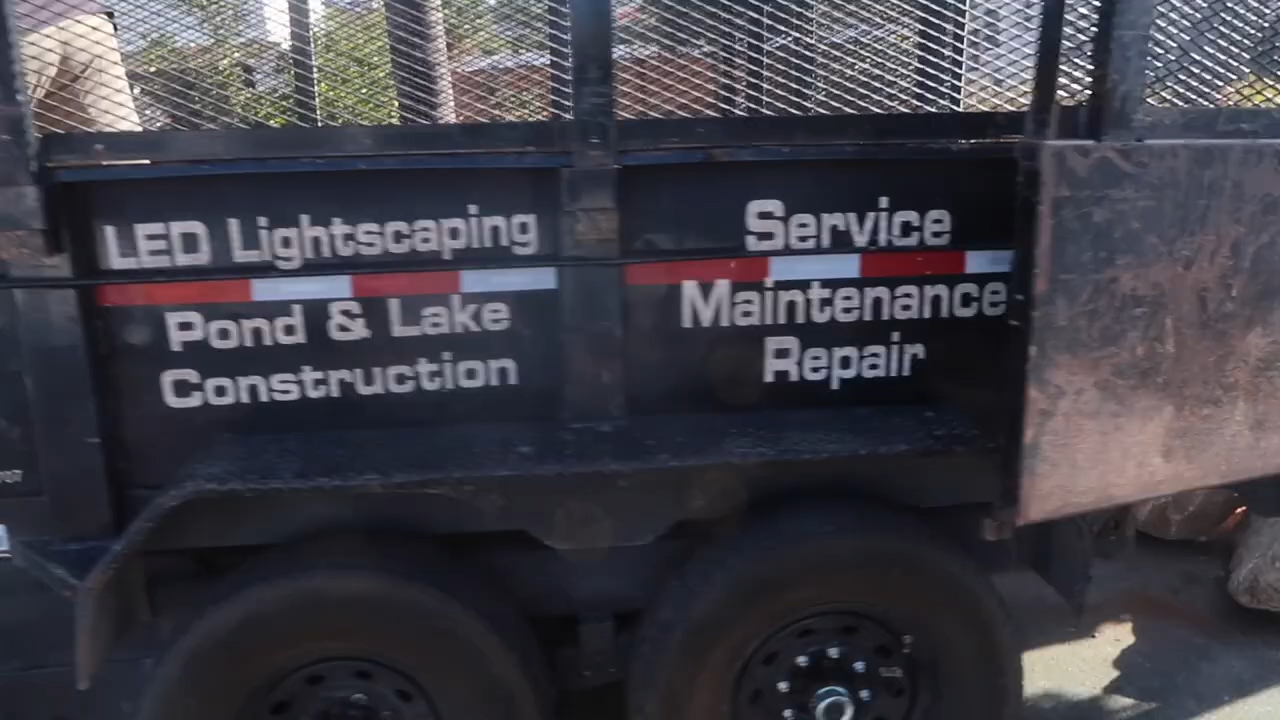 LED Lightscaping
Pond & Lake
Construction
Service
Maintenance
Repair